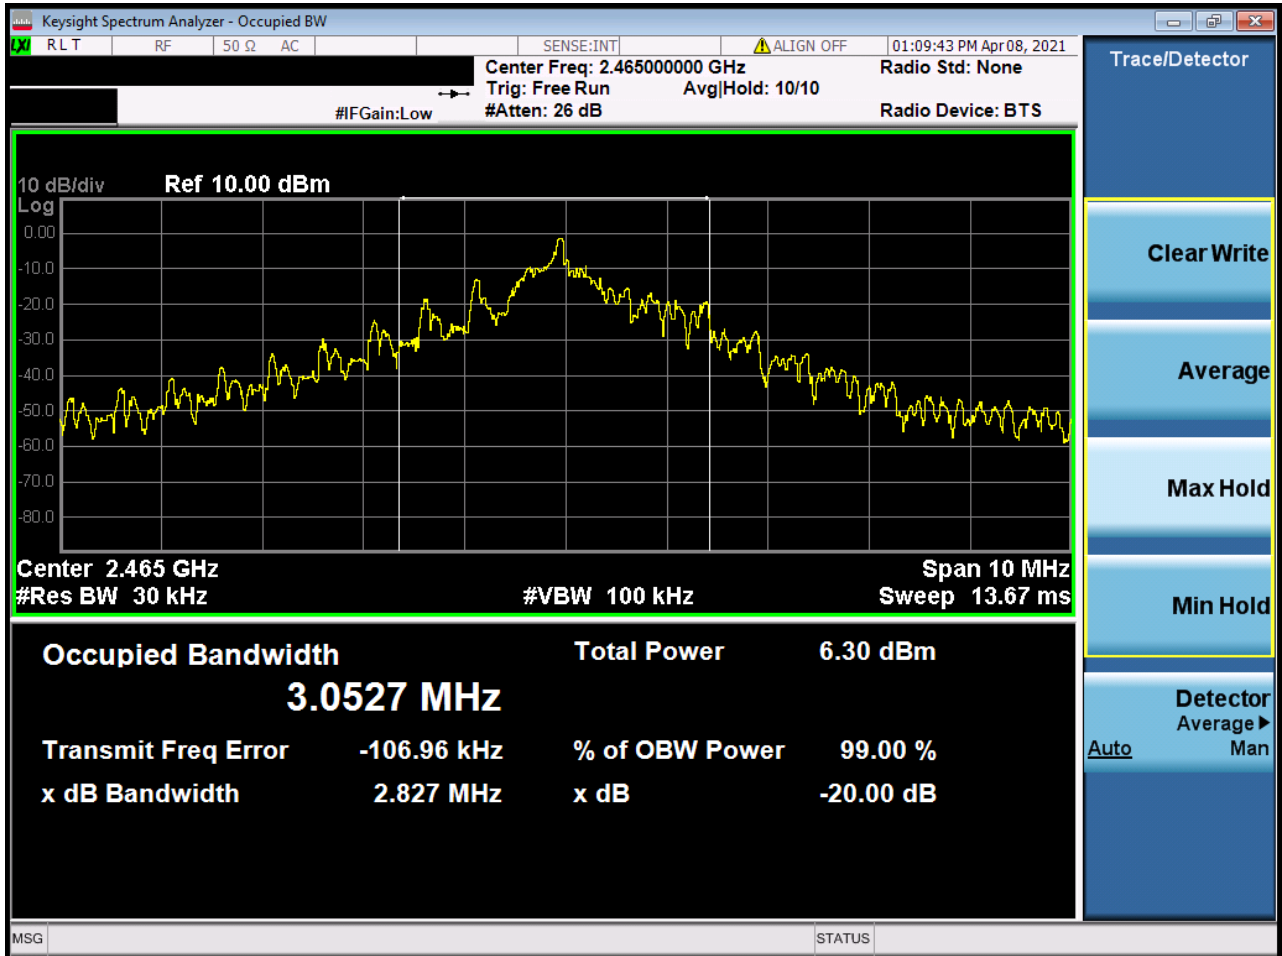 Keysight Spectrum Analyzer - Occupied BW
LXI RLT RF 50 Ω AC SENSE:INT ALIGN OFF 01:09:43 PM Apr 08, 2021
Center Freq: 2.465000000 GHz Radio Std: None
Trig: Free Run Avg|Hold: 10/10
#IFGain:Low #Atten: 26 dB Radio Device: BTS
10 dB/div Ref 10.00 dBm
Log
0.00
-10.0
-20.0
-30.0
-40.0
-50.0
-60.0
-70.0
-80.0
Center 2.465 GHz Span 10 MHz
#Res BW 30 kHz #VBW 100 kHz Sweep 13.67 ms
Occupied Bandwidth Total Power 6.30 dBm
3.0527 MHz
Transmit Freq Error -106.96 kHz % of OBW Power 99.00 %
x dB Bandwidth 2.827 MHz x dB -20.00 dB
Trace/Detector
Clear Write
Average
Max Hold
Min Hold
Detector
Average
Auto Man
MSG STATUS